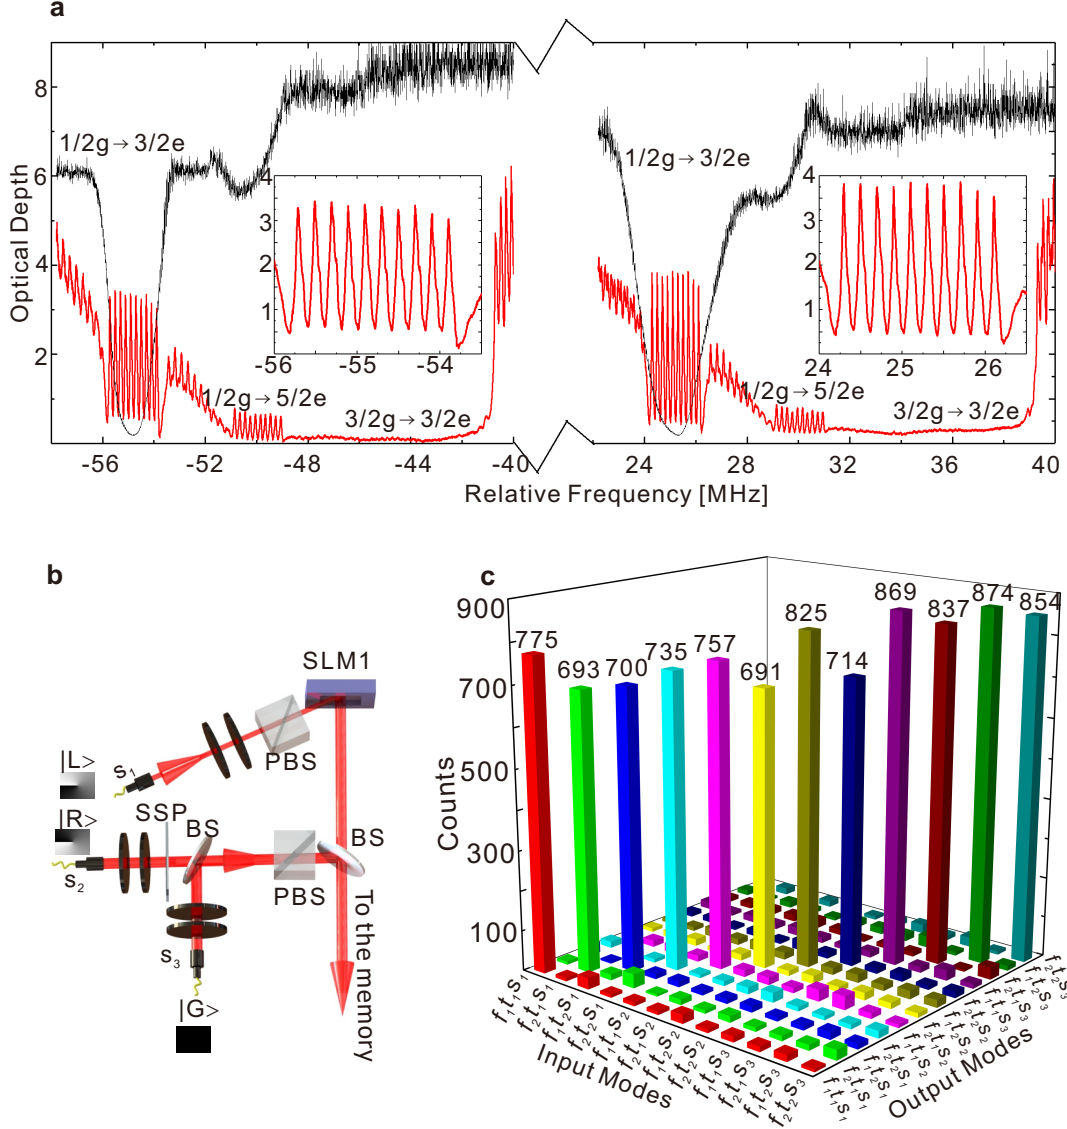 a
Optical Depth
8
6
4
2
1/2g→3/2e
1/2g→5/2e
3/2g→3/2e
4
3
2
1
-56
-55
-54
-56
-52
-48
-44
-40
1/2g→3/2e
1/2g→5/2e
3/2g→3/2e
4
3
2
1
24
25
26
24
28
32
36
40
Relative Frequency [MHz]
b
SLM1
PBS
|L>
s₁
SSP
BS
|R>
s₂
PBS
BS
s₃
|G>
To the memory
c
Counts
900
700
500
300
100
775
693
700
735
757
691
825
714
869
837
874
854
Input Modes
Output Modes